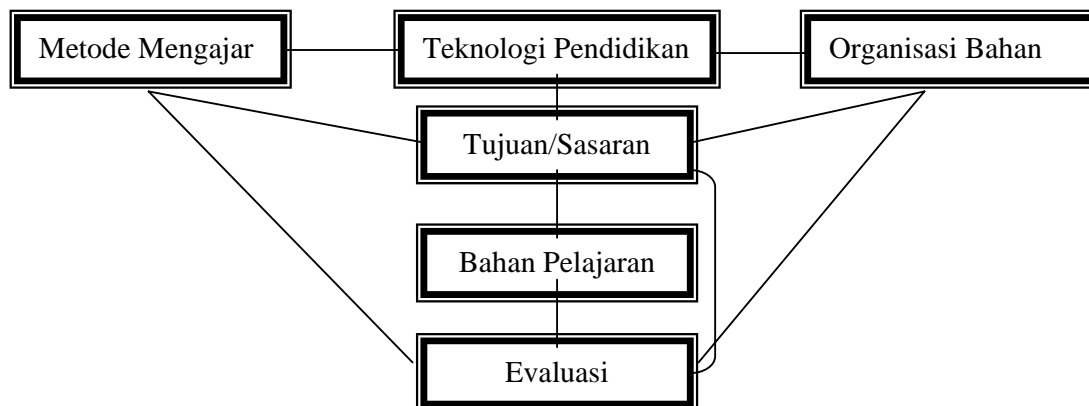 Metode Mengajar
Teknologi Pendidikan
Organisasi Bahan
Tujuan/Sasaran
Bahan Pelajaran
Evaluasi